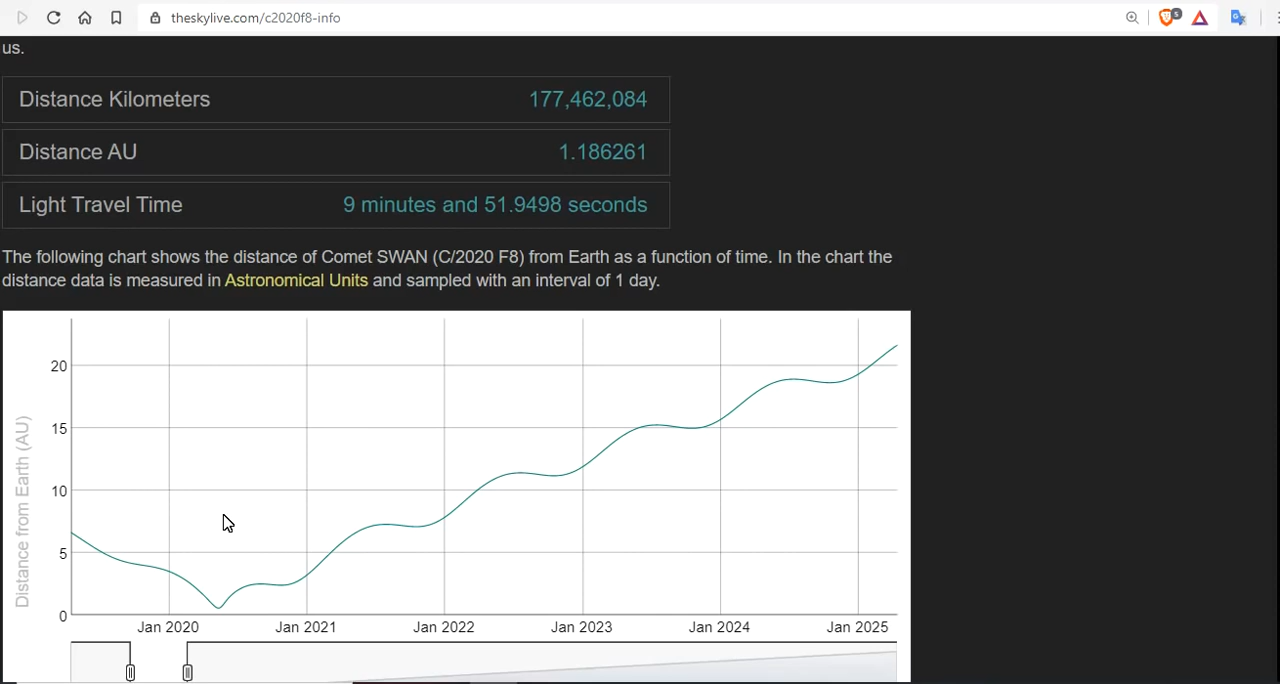 theskylive.com/c2020f8-info
5
us.
Distance Kilometers 177,462,084
Distance AU 1.186261
Light Travel Time 9 minutes and 51.9498 seconds
The following chart shows the distance of Comet SWAN (C/2020 F8) from Earth as a function of time. In the chart the
distance data is measured in Astronomical Units and sampled with an interval of 1 day.
Distance from Earth (AU)
20
15
10
5
0
Jan 2020 Jan 2021 Jan 2022 Jan 2023 Jan 2024 Jan 2025